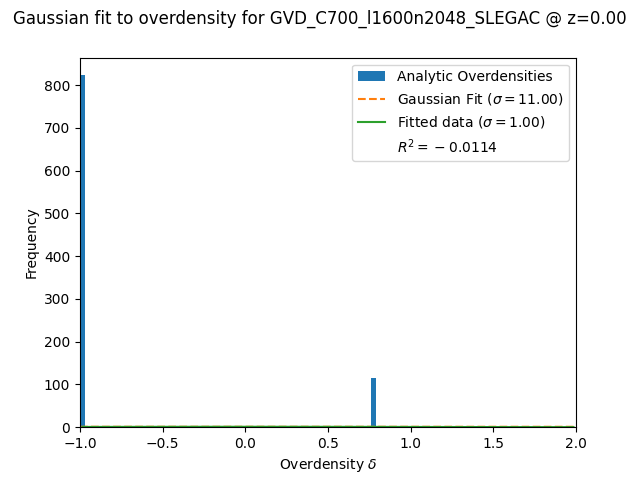 Gaussian fit to overdensity for GVD_C700_l1600n2048_SLEGAC @ z=0.00
Analytic Overdensities
Gaussian Fit (σ = 11.00)
Fitted data (σ = 1.00)
R² = −0.0114
Frequency
800
700
600
500
400
300
200
100
0
−1.0
−0.5
0.0
0.5
1.0
1.5
2.0
Overdensity δ